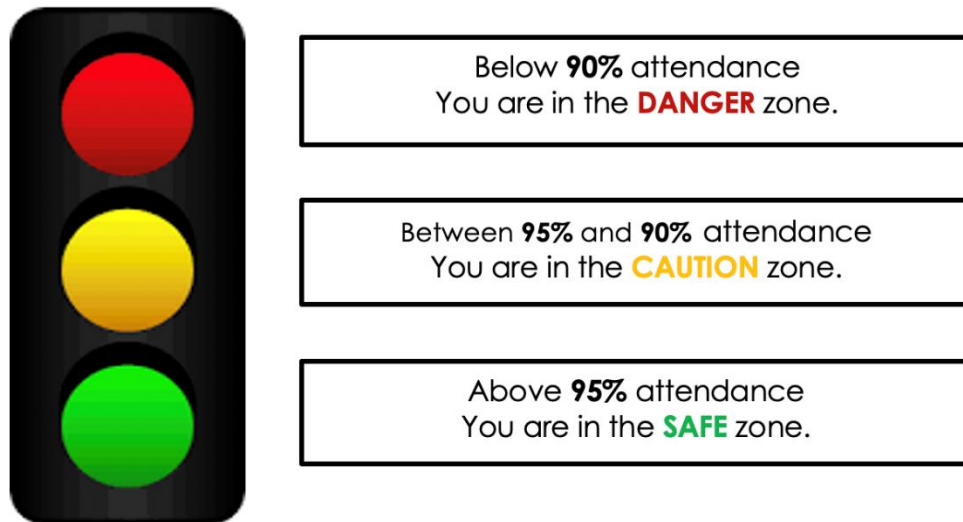 Below 90% attendance
You are in the DANGER zone.
Between 95% and 90% attendance
You are in the CAUTION zone.
Above 95% attendance
You are in the SAFE zone.